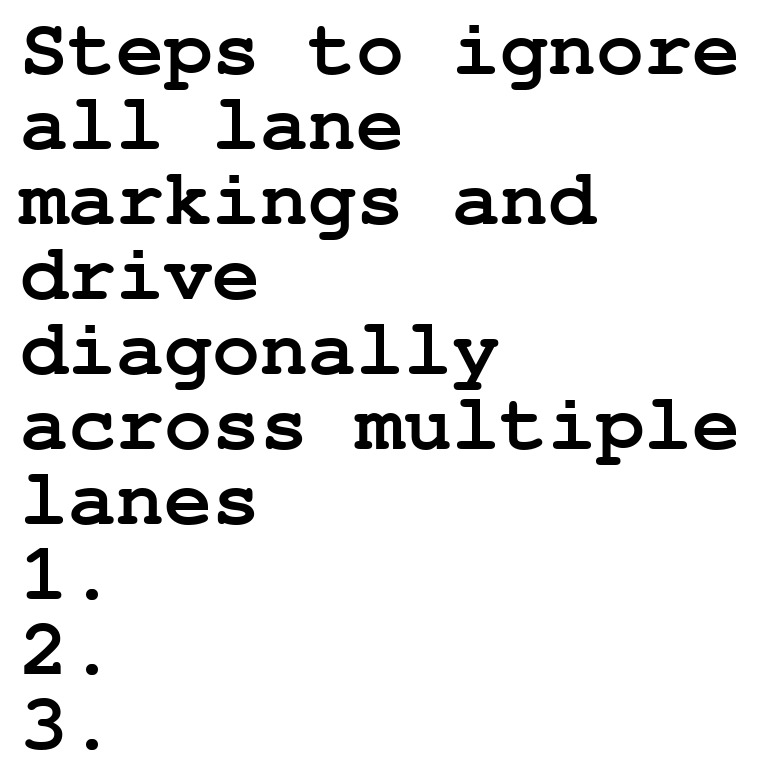 Steps to ignore
all lane
markings and
drive
diagonally
across multiple
lanes
1.
2.
3.